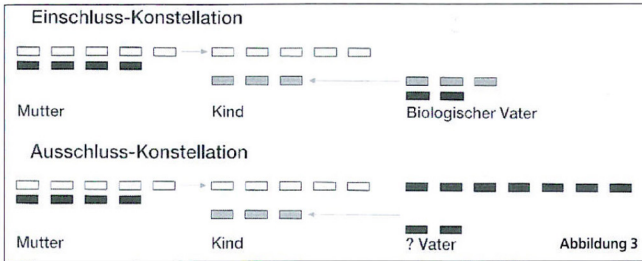 Einschluss-Konstellation
Mutter Kind Biologischer Vater
Ausschluss-Konstellation
Mutter Kind ? Vater Abbildung 3